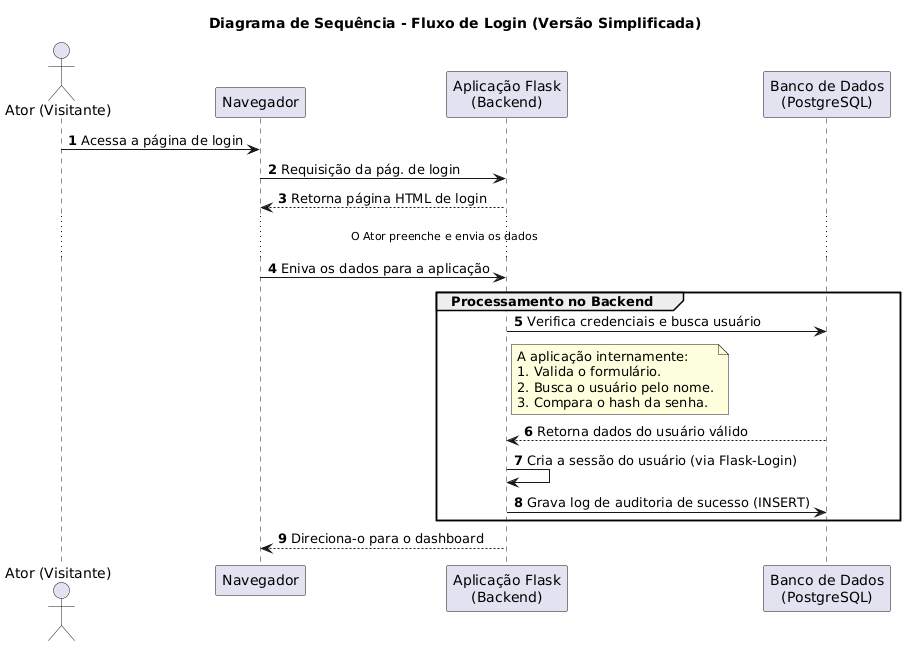 Diagrama de Sequência - Fluxo de Login (Versão Simplificada)
Ator (Visitante)
Navegador
Aplicação Flask
(Backend)
Banco de Dados
(PostgreSQL)
1 Acessa a página de login
2 Requisição da pág. de login
3 Retorna página HTML de login
O Ator preenche e envia os dados
4 Eniva os dados para a aplicação
Processamento no Backend
5 Verifica credenciais e busca usuário
A aplicação internamente:
1. Valida o formulário.
2. Busca o usuário pelo nome.
3. Compara o hash da senha.
6 Retorna dados do usuário válido
7 Cria a sessão do usuário (via Flask-Login)
8 Grava log de auditoria de sucesso (INSERT)
9 Direciona-o para o dashboard
Ator (Visitante)
Navegador
Aplicação Flask
(Backend)
Banco de Dados
(PostgreSQL)